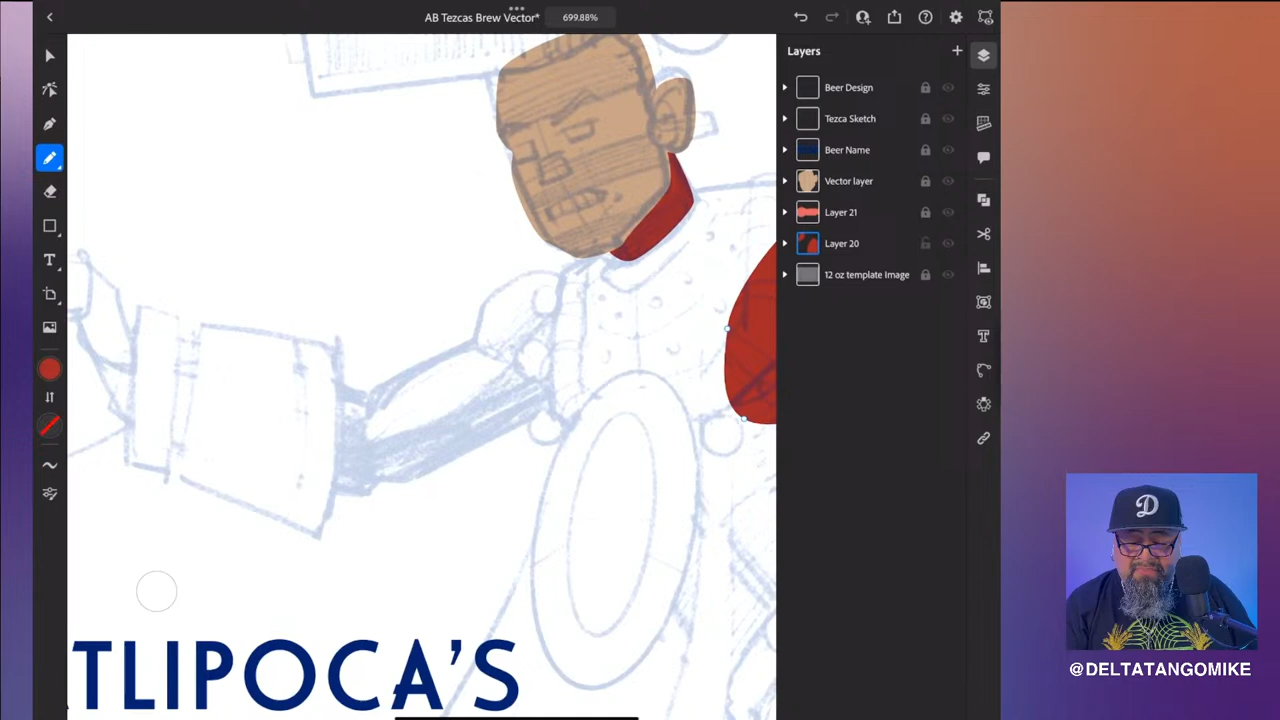 AB Tezcas Brew Vector*
699.88%
Layers
Beer Design
Tezca Sketch
Beer Name
Vector layer
Layer 21
Layer 20
12 oz template Image
TLIPOCA'S
D
@DELTATANGOMIKE